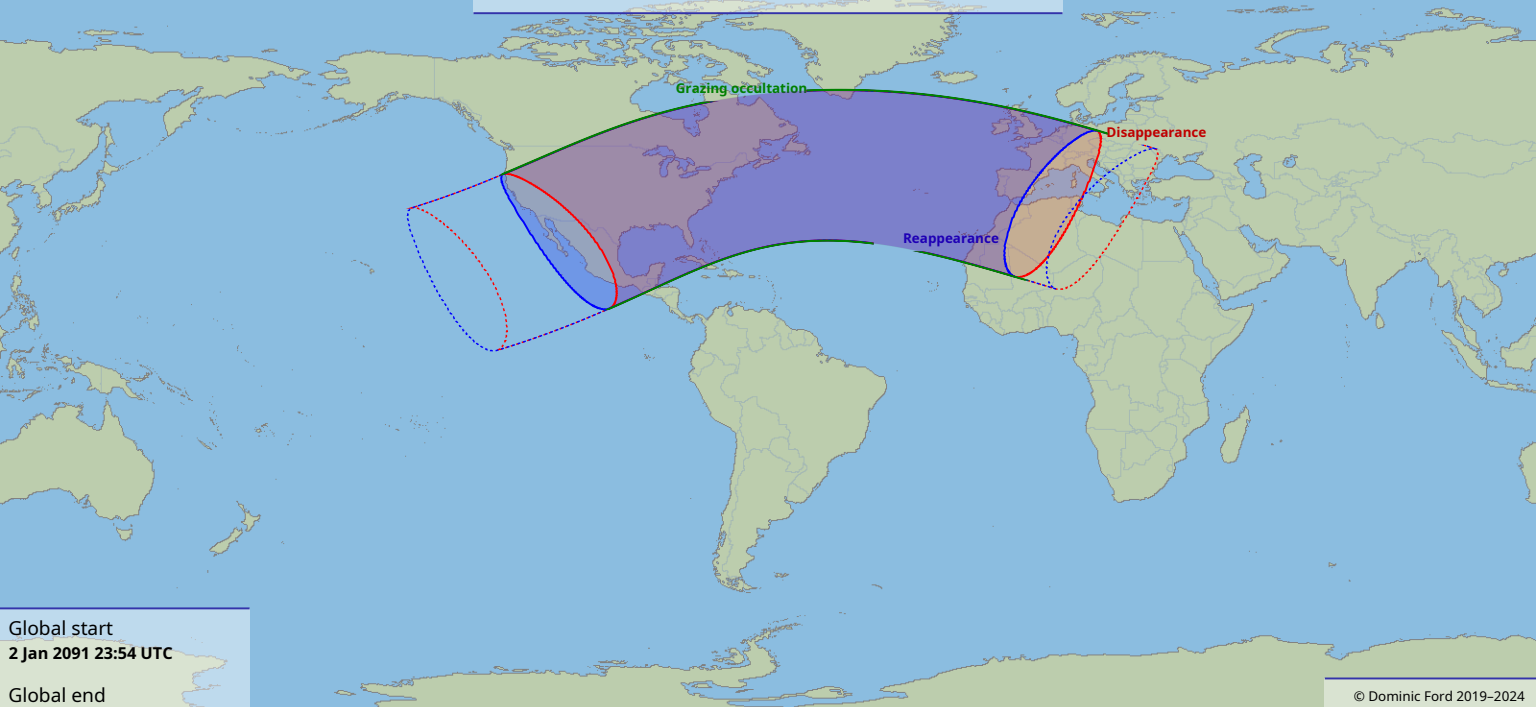 Grazing occultation
Disappearance
Reappearance
Global start
2 Jan 2091 23:54 UTC
Global end
© Dominic Ford 2019–2024